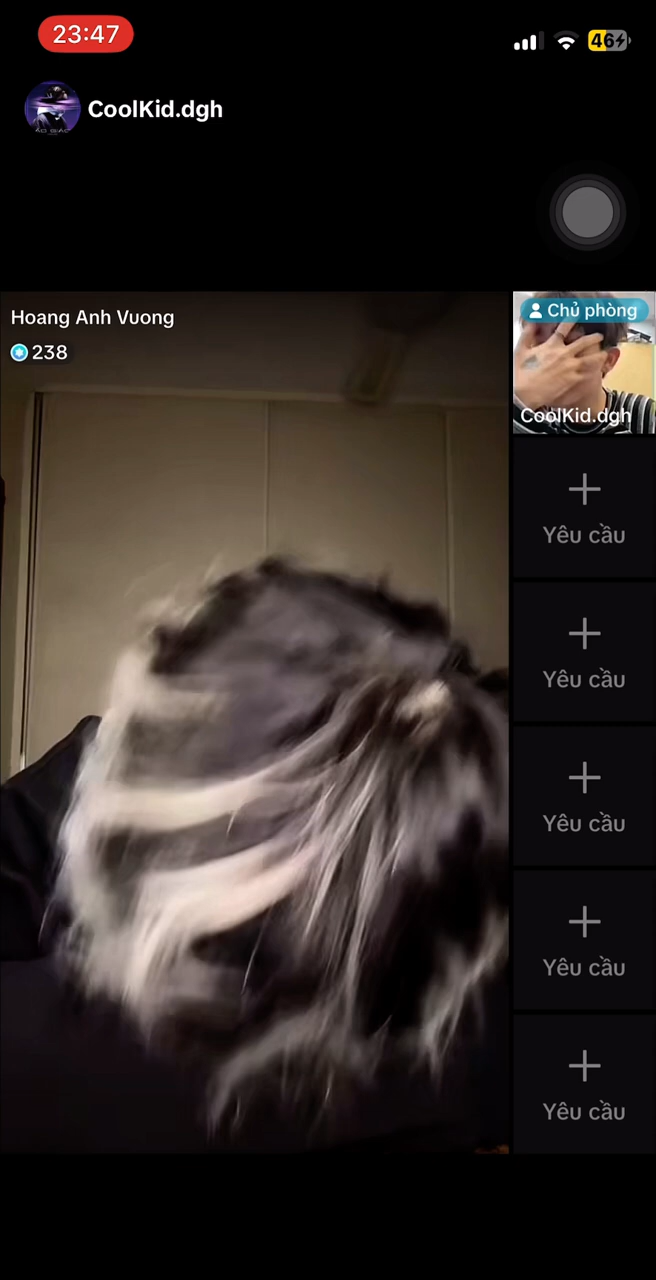 23:47
46
CoolKid.dgh
Hoang Anh Vuong
238
Chủ phòng
CoolKid.dgh
Yêu cầu
Yêu cầu
Yêu cầu
Yêu cầu
Yêu cầu